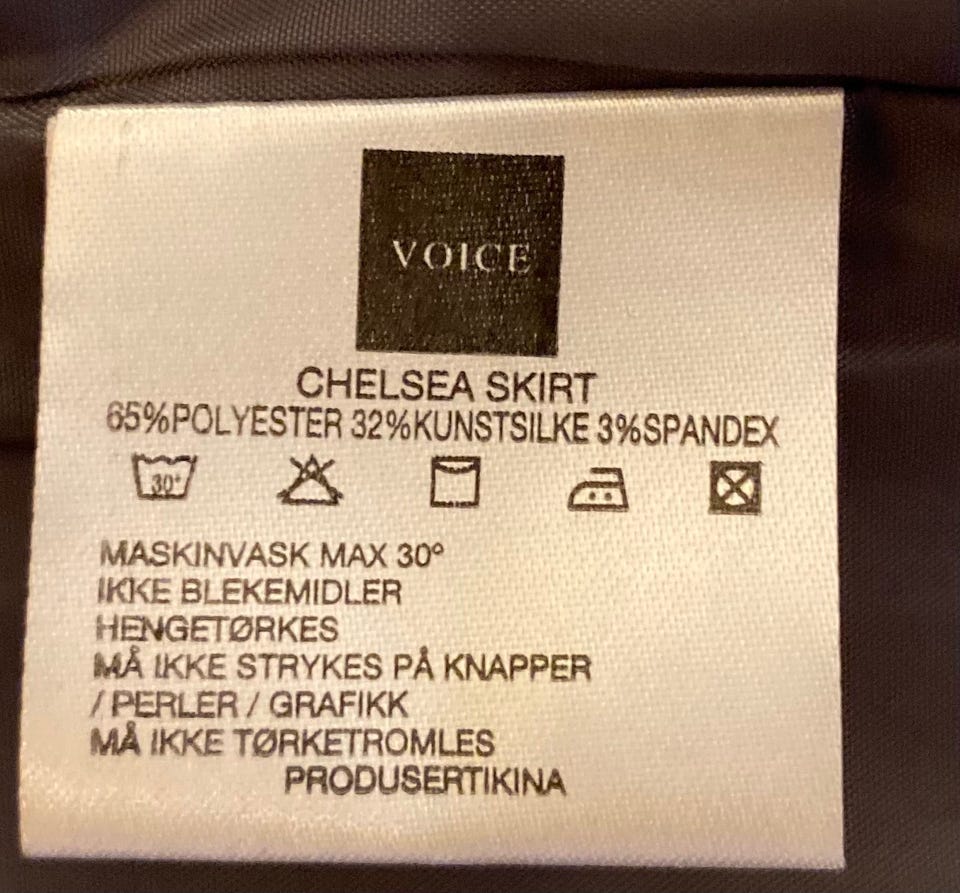 VOICE
CHELSEA SKIRT
65%POLYESTER 32%KUNSTSILKE 3%SPANDEX
30°
MASKINVASK MAX 30°
IKKE BLEKEMIDLER
HENGETØRKES
MÅ IKKE STRYKES PÅ KNAPPER
/ PERLER / GRAFIKK
MÅ IKKE TØRKETROMLES
PRODUSERTIKINA